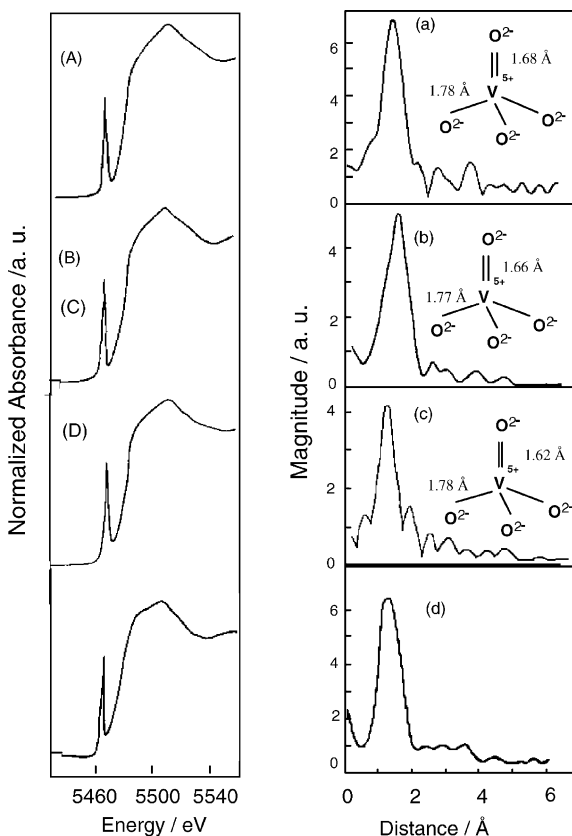 Normalized Absorbance /a. u.
(A)
(B)
(C)
(D)
5460 5500 5540
Energy / eV
Magnitude / a. u.
(a)
6
4
2
0
O2-
1.68 Å
5+
V
1.78 Å
O2-
O2-
O2-
(b)
4
2
0
O2-
1.66 Å
5+
V
1.77 Å
O2-
O2-
O2-
(c)
4
2
0
O2-
1.62 Å
5+
V
1.78 Å
O2-
O2-
O2-
(d)
6
4
2
0
0 2 4 6
Distance / Å